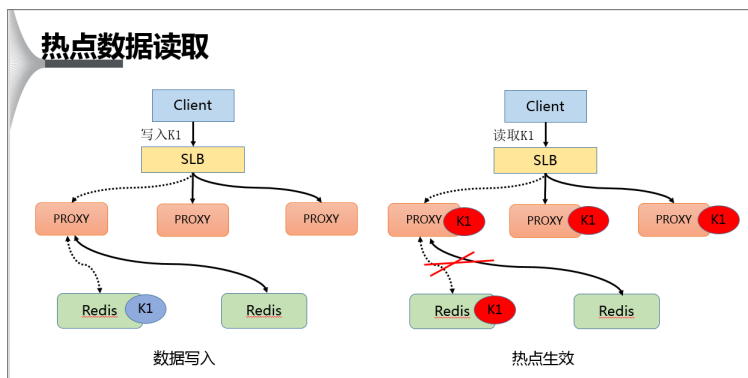 热点数据读取
Client
写入K1
SLB
PROXY
PROXY
PROXY
Redis
K1
Redis
数据写入
Client
读取K1
SLB
PROXY
K1
PROXY
K1
PROXY
K1
Redis
K1
Redis
热点生效